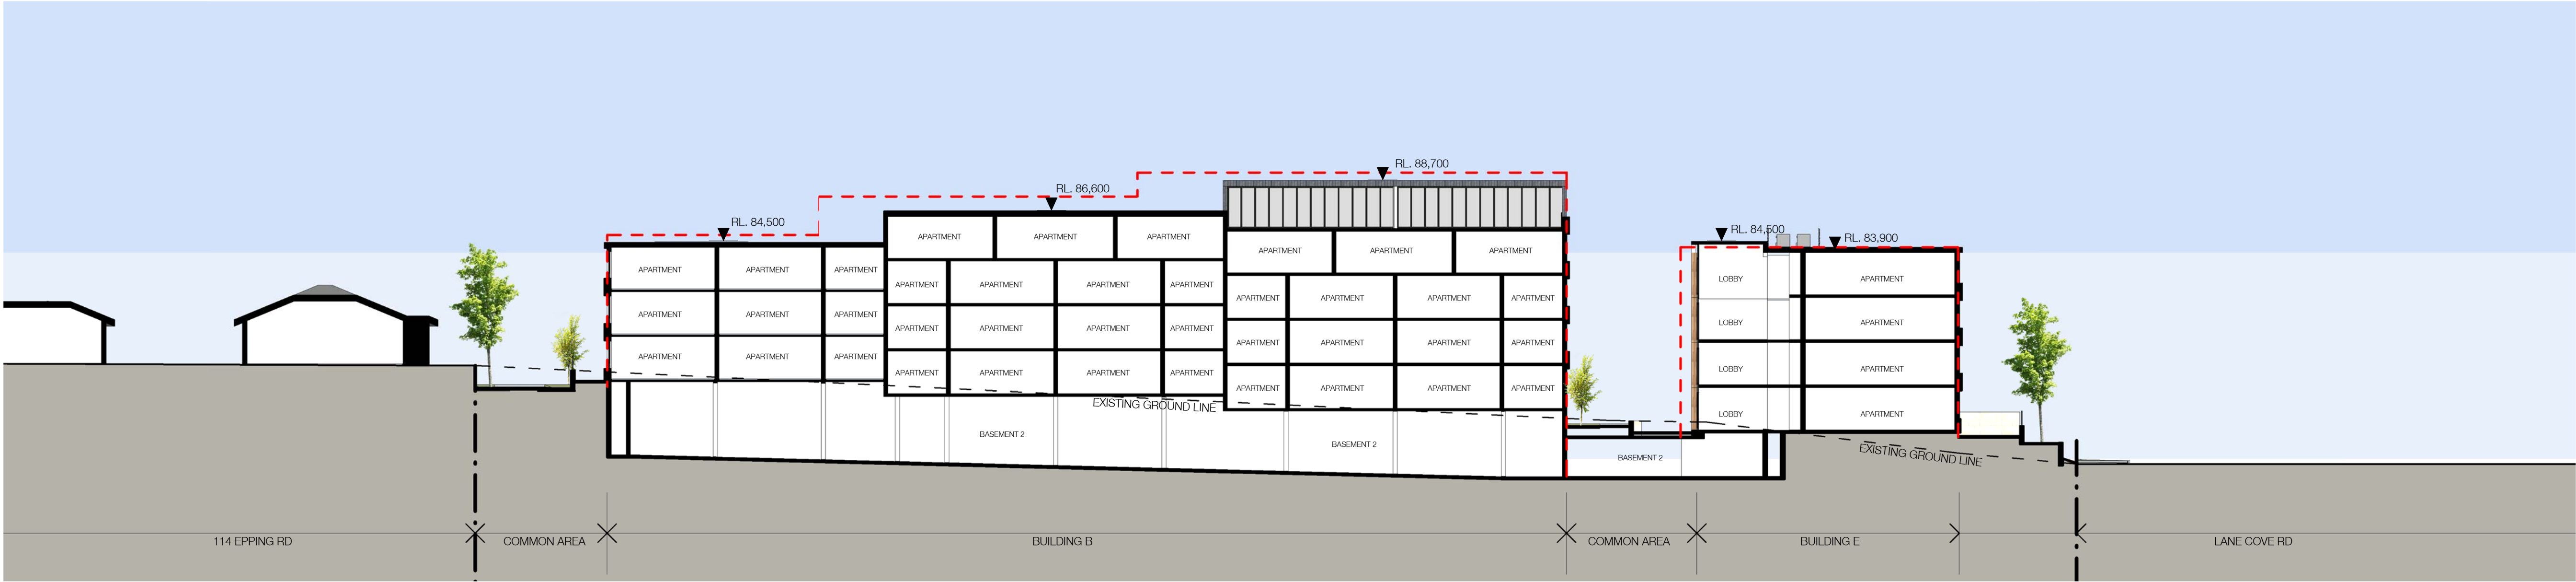 RL. 88,700
RL. 86,600
RL. 84,500
RL. 84,500
RL. 83,900
APARTMENT APARTMENT APARTMENT
APARTMENT APARTMENT APARTMENT
APARTMENT APARTMENT APARTMENT
APARTMENT APARTMENT APARTMENT
APARTMENT APARTMENT APARTMENT
APARTMENT APARTMENT APARTMENT APARTMENT
APARTMENT APARTMENT APARTMENT APARTMENT
APARTMENT APARTMENT APARTMENT APARTMENT
APARTMENT APARTMENT APARTMENT APARTMENT
APARTMENT APARTMENT APARTMENT APARTMENT
APARTMENT APARTMENT APARTMENT APARTMENT
LOBBY APARTMENT
LOBBY APARTMENT
LOBBY APARTMENT
LOBBY APARTMENT
EXISTING GROUND LINE
BASEMENT 2
BASEMENT 2
BASEMENT 2
EXISTING GROUND LINE
114 EPPING RD
COMMON AREA
BUILDING B
COMMON AREA
BUILDING E
LANE COVE RD